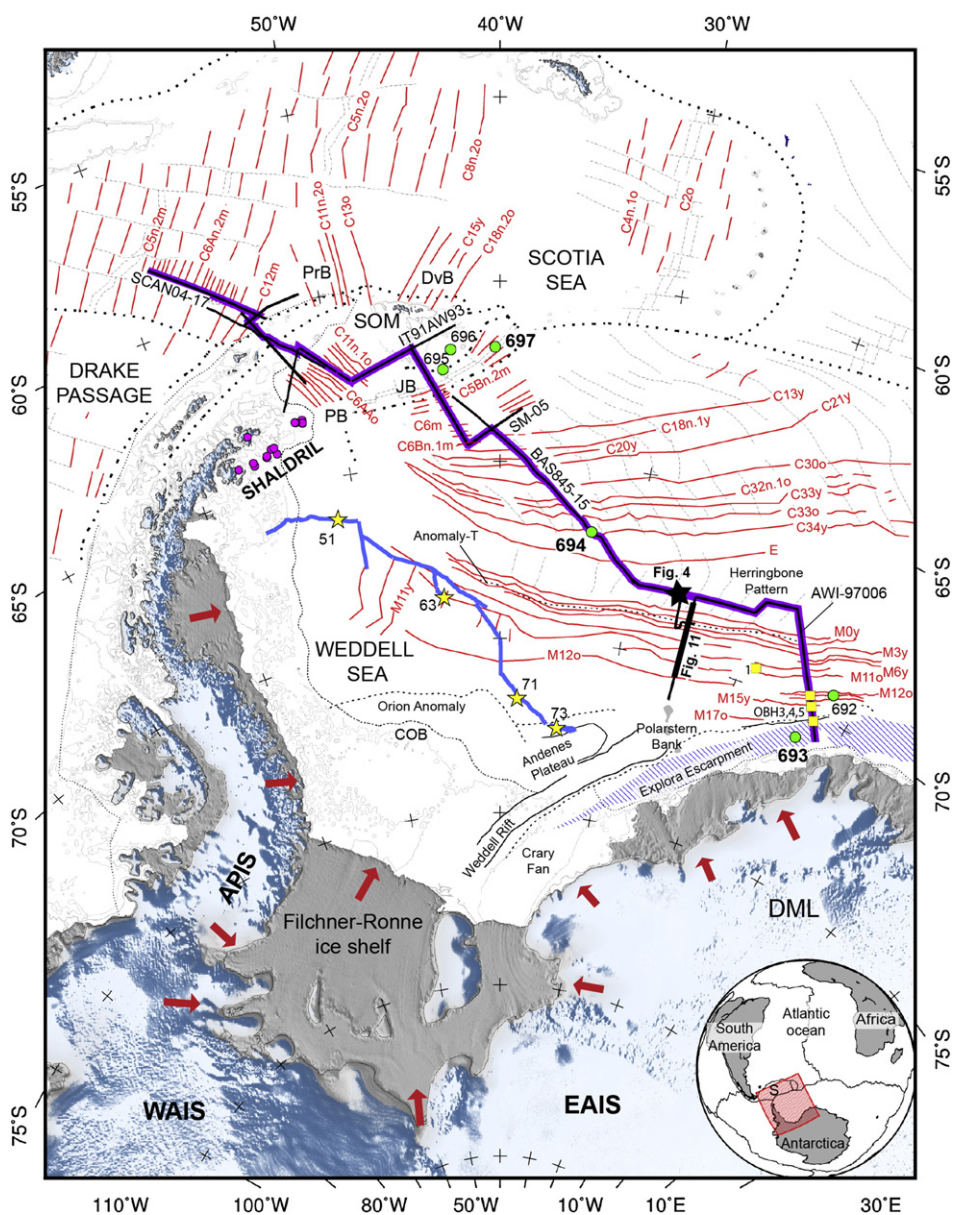 50°W
40°W
30°W
55°S
60°S
65°S
70°S
75°S
55°S
60°S
65°S
70°S
75°S
C5n.2o
C8n.2o
C11n.2o
C13o
C15y
C18n.2o
C4n.1o
C2o
C5n.2m
C6An.2m
C12m
SCAN04-17
PrB
DvB
SCOTIA
SEA
SOM
IT91AW93
696
695
697
DRAKE
PASSAGE
C11n.1o
C6AAo
PB
JB
C5Bn.2m
C6m
SM-05
C6Bn.1m
C13y
C21y
C18n.1y
C20y
BAS845-15
C30o
C32n.1o
C33y
C33o
C34y
SHALDRIL
51
694
E
Anomaly-T
Fig. 4
Herringbone
Pattern
AWI-97006
M11y
63
Fig. 11
M0y
M3y
M6y
M11o
M12o
WEDDELL
SEA
M12o
71
1
M15y
M17o
OBH3,4,5
692
Orion Anomaly
COB
73
Andenes
Plateau
Polarstern
Bank
693
Explora Escarpment
Weddell Rift
Crary
Fan
APIS
Filchner-Ronne
ice shelf
DML
WAIS
EAIS
South
America
Atlantic
ocean
Africa
S
Antarctica
110°W
100°W
80°W
50°W
10°W
10°E
30°E